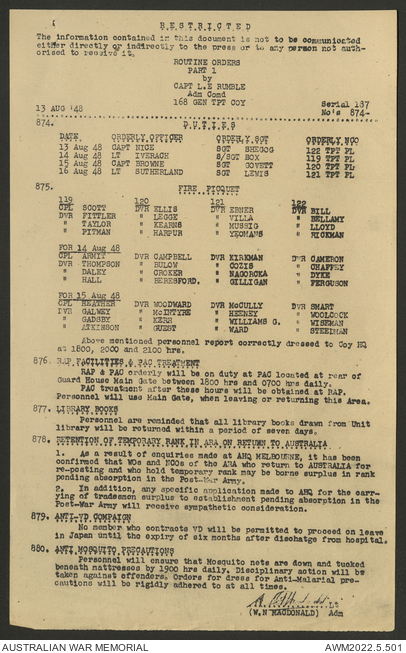 RESTRICTED
The information contained in this document is not to be communicated
either directly or indirectly to the press or to any person not auth-
orised to receive it.
ROUTINE ORDERS
PART 1
by
CAPT L.E RUMBLE
Adm Comd
168 GEN TPT COY
13 AUG '48
Serial 187
No's 874-
874. DUTIES
DATE ORDERLY OFFICER ORDERLY SGT ORDERLY NCO
13 Aug 48 CAPT HICE SGT SHEGOG 122 TPT PL
14 Aug 48 LT IVERACH S/SGT BOX 119 TPT PL
15 Aug 48 CAPT BROWNE SGT GOVETT 120 TPT PL
16 Aug 48 LT SUTHERLAND SGT LEWIS 121 TPT PL
875. FIRE PICQUET
119 120 121 122
CPL SCOTT DVR ELLIS DVR EBNER DVR BILL
DVR FITTLER " LEGGE " VILLA " BELLAMY
" TAYLOR " KEARNS " MUSSIG " LLOYD
" PITMAN " HARPUR " YEOMANS " RICKMAN
FOR 14 Aug 48
CPL ARMIT DVR CAMPBELL DVR KIRKMAN DVR CAMERON
DVR THOMPSON " BULOW " COZIS " CHAFFEY
" DALEY " CROKER " NAGORCKA " DYKE
" HALL " HERESFORD. " GILLIGAN " FERGUSON
FOR 15 Aug 48
CPL HEATHER DVR WOODWARD DVR McCULLY DVR SMART
DVR GALWEY " McINTYRE " HEENEY " WOOLCOCK
" GADSBY " KERR " WILLIAMS G. " WISEMAN
" ATKINSON " GUEST " WARD " STEEDMAN
Above mentioned personnel report correctly dressed to Coy HQ
at 1800, 2000 and 2100 hrs.
876. RAP FACILITIES & PAC TREATMENT
RAP & PAC orderly will be on duty at PAC located at rear of
Guard House Main Gate between 1800 hrs and 0700 hrs daily.
PAC treatment after these hours will be obtained at RAP.
Personnel will use Main Gate, when leaving or returning this Area.
877. LIBRARY BOOKS
Personnel are reminded that all library books drawn from Unit
library will be returned within a period of seven days.
878. RETENTION OF TEMPORARY RANK IN ARA ON RETURN TO AUSTRALIA
1. As a result of enquiries made at AHQ MELBOURNE, it has been
confirmed that WOs and NCOs of the ARA who return to AUSTRALIA for
re-posting and who hold temporary rank may be borne surplus in rank
pending absorption in the Post-War Army.
2. In addition, any specific application made to AHQ for the carr-
ying of tradesmen surplus to establishment pending absorption in the
Post-War Army will receive sympathetic consideration.
879. ANTI-VD COMPAIGN
No member who contracts VD will be permitted to proceed on leave
in Japan until the expiry of six months after dischatge from hospital.
880. ANTI MOSQUITO PRECAUTIONS
Personnel will ensure that Mosquito nets are down and tucked
beneath mattresses by 1900 hrs daily. Disciplinary action will be
taken against offenders. Orders for dress for Anti-Malarial pre-
cautions will be rigidly adhered to at all times.
Lt
(W.N MACDONALD) Adm
AUSTRALIAN WAR MEMORIAL
AWM2022.5.501